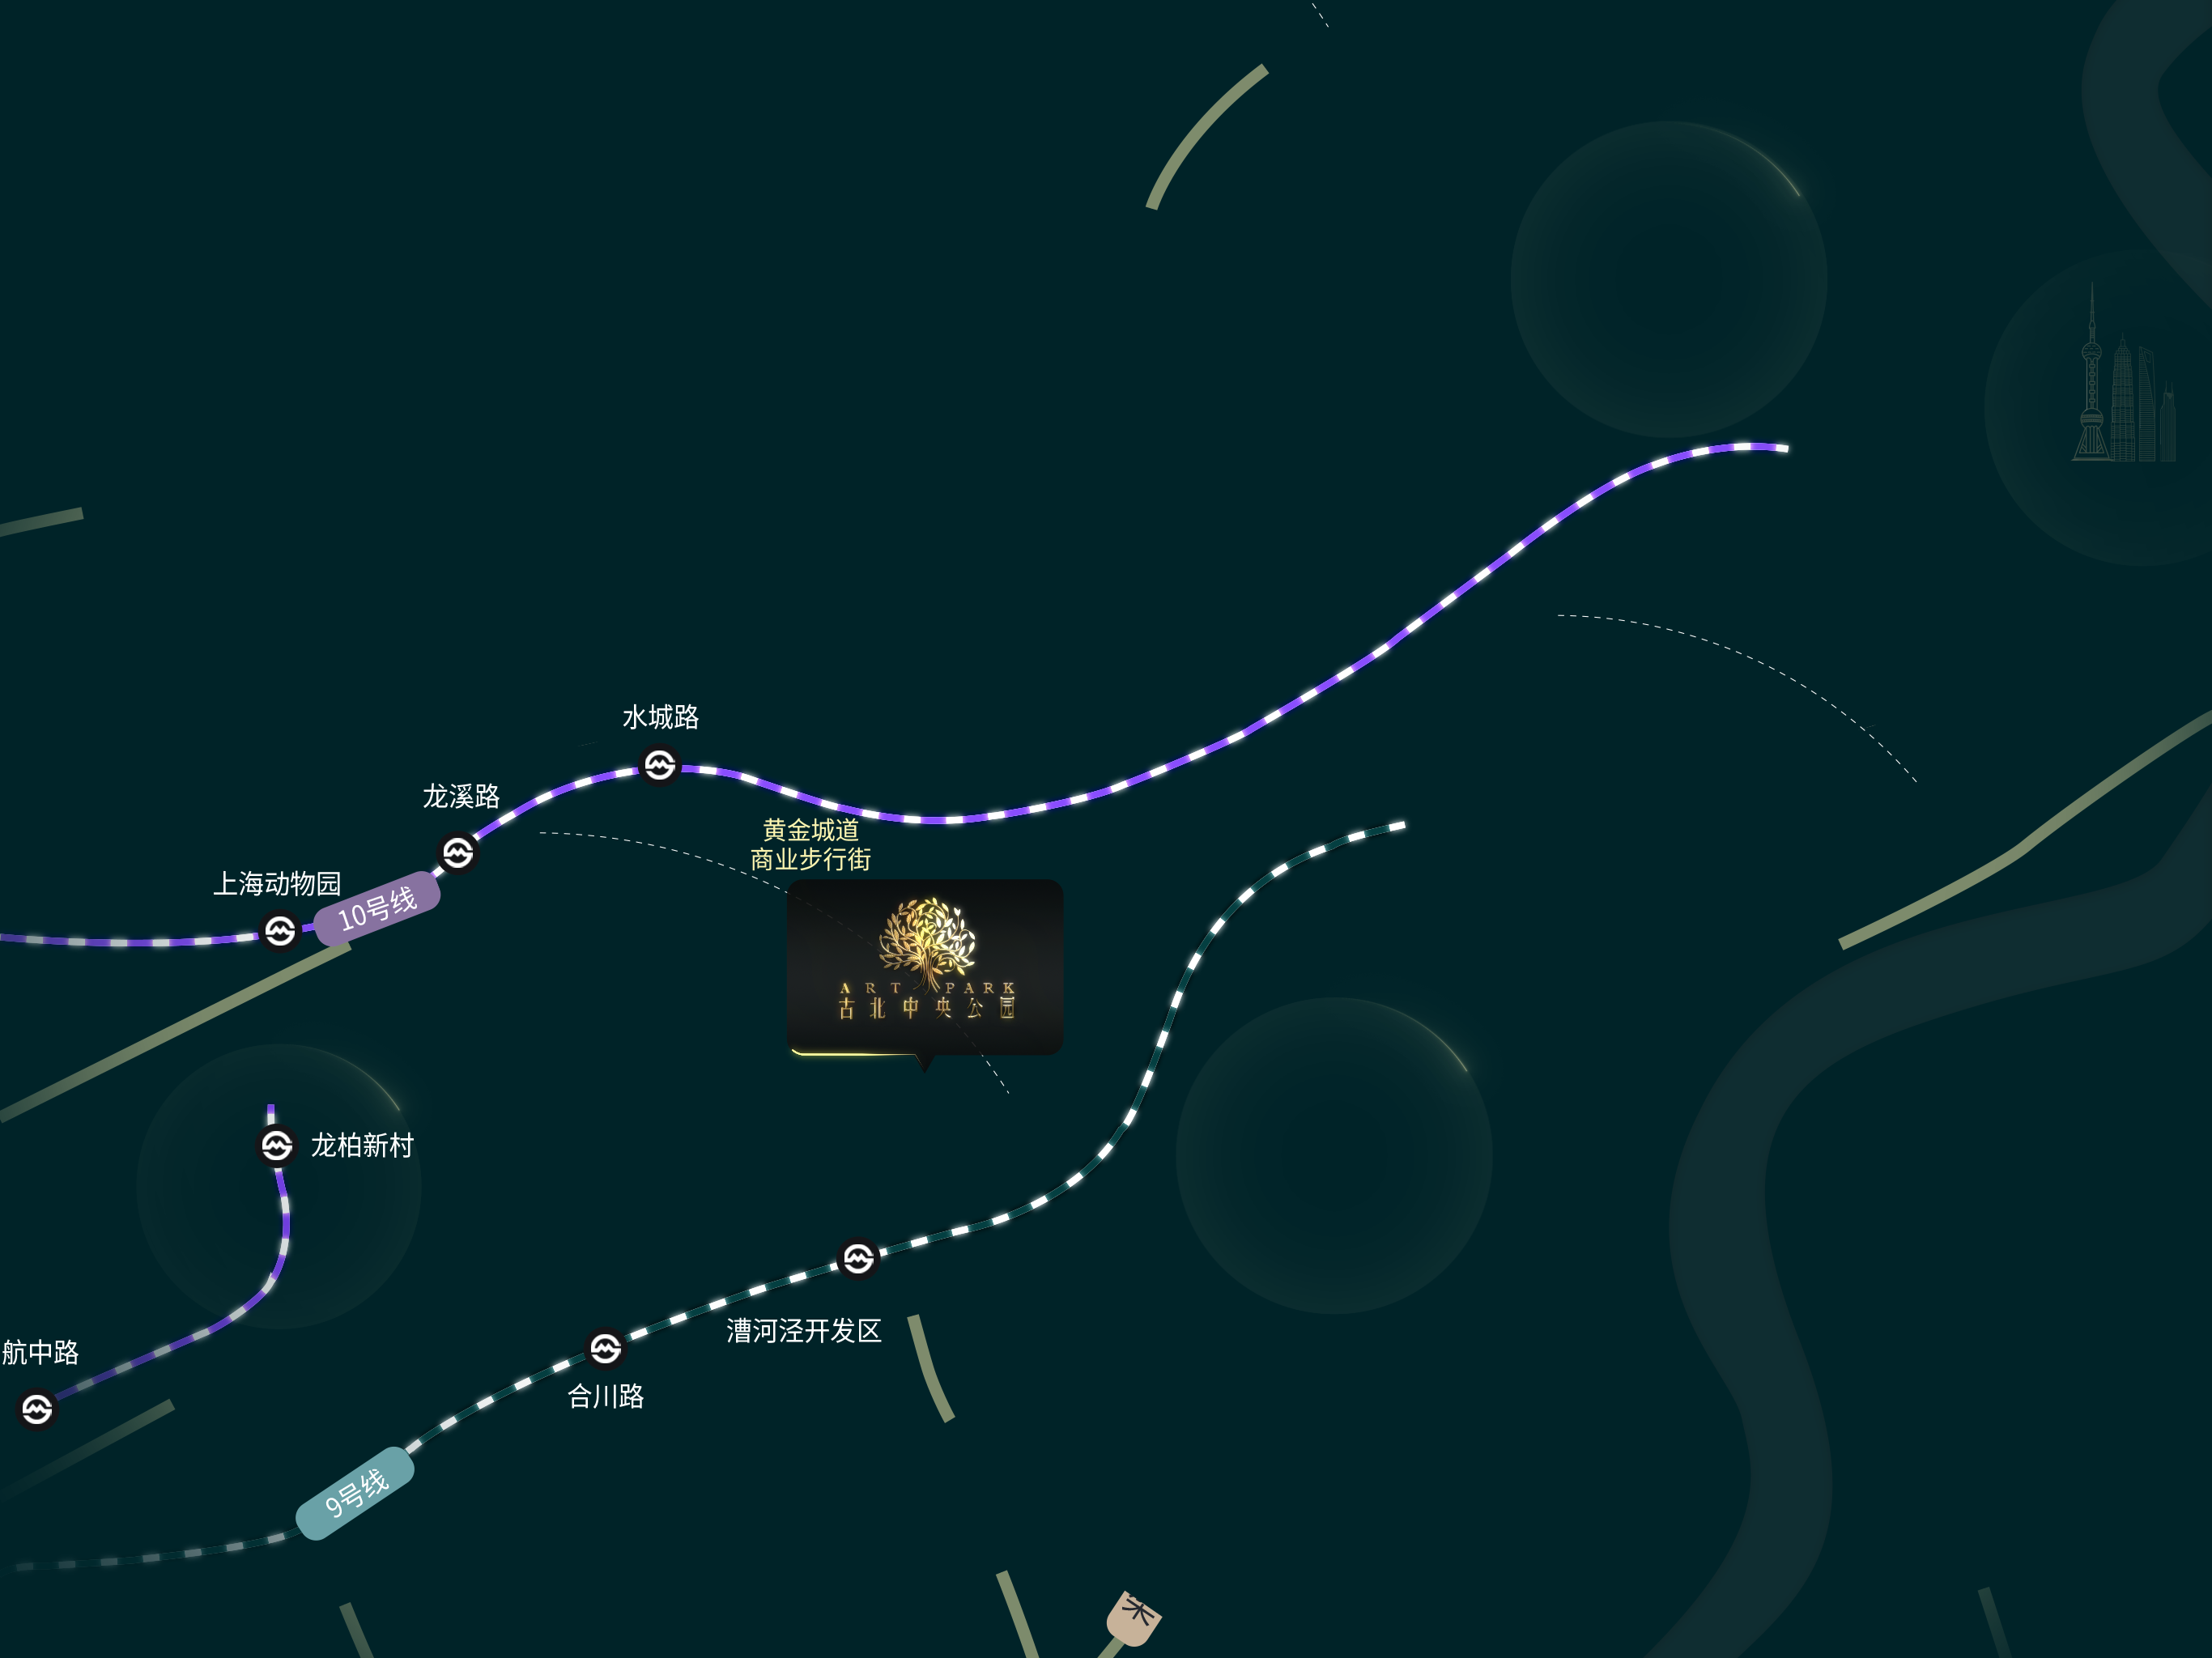 水城路
龙溪路
黄金城道
商业步行街
上海动物园
10号线
ART PARK
古北中央公园
龙柏新村
漕河泾开发区
航中路
合川路
9号线